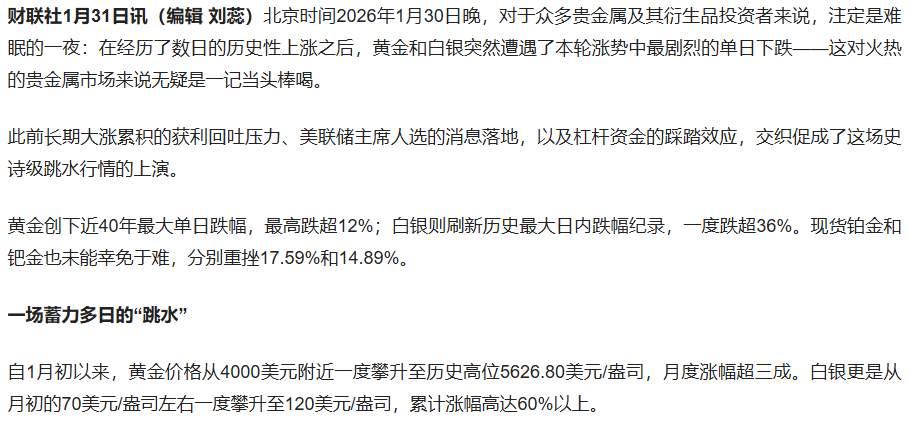 财联社1月31日讯（编辑 刘蕊）北京时间2026年1月30日晚，对于众多贵金属及其衍生品投资者来说，注定是难
眠的一夜：在经历了数日的历史性上涨之后，黄金和白银突然遭遇了本轮涨势中最剧烈的单日下跌——这对火热
的贵金属市场来说无疑是一记当头棒喝。
此前长期大涨累积的获利回吐压力、美联储主席人选的消息落地，以及杠杆资金的踩踏效应，交织促成了这场史
诗级跳水行情的上演。
黄金创下近40年最大单日跌幅，最高跌超12%；白银则刷新历史最大日内跌幅纪录，一度跌超36%。现货铂金和
钯金也未能幸免于难，分别重挫17.59%和14.89%。
一场蓄力多日的“跳水”
自1月初以来，黄金价格从4000美元附近一度攀升至历史高位5626.80美元/盎司，月度涨幅超三成。白银更是从
月初的70美元/盎司左右一度攀升至120美元/盎司，累计涨幅高达60%以上。